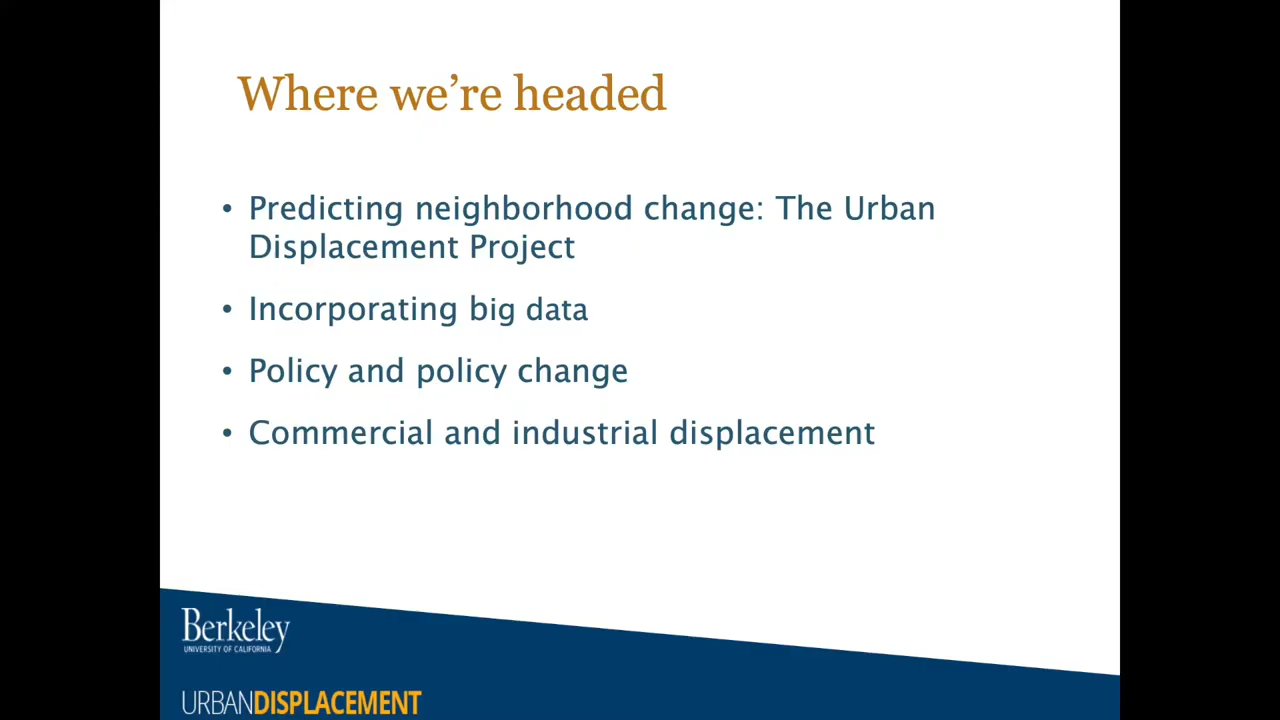 Where we’re headed
• Predicting neighborhood change: The Urban
Displacement Project
• Incorporating big data
• Policy and policy change
• Commercial and industrial displacement
Berkeley
UNIVERSITY OF CALIFORNIA
URBANDISPLACEMENT